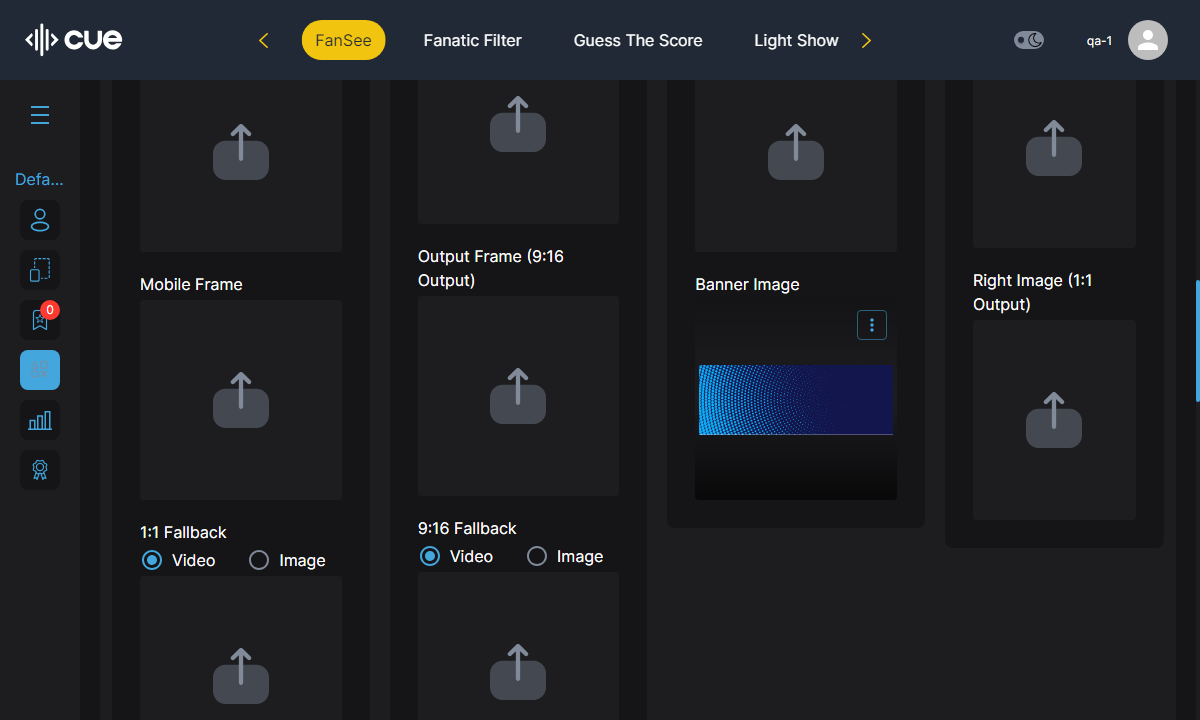 cue
FanSee
Fanatic Filter
Guess The Score
Light Show
qa-1
Defa...
0
Mobile Frame
1:1 Fallback
Video
Image
Output Frame (9:16
Output)
9:16 Fallback
Video
Image
Banner Image
Right Image (1:1
Output)